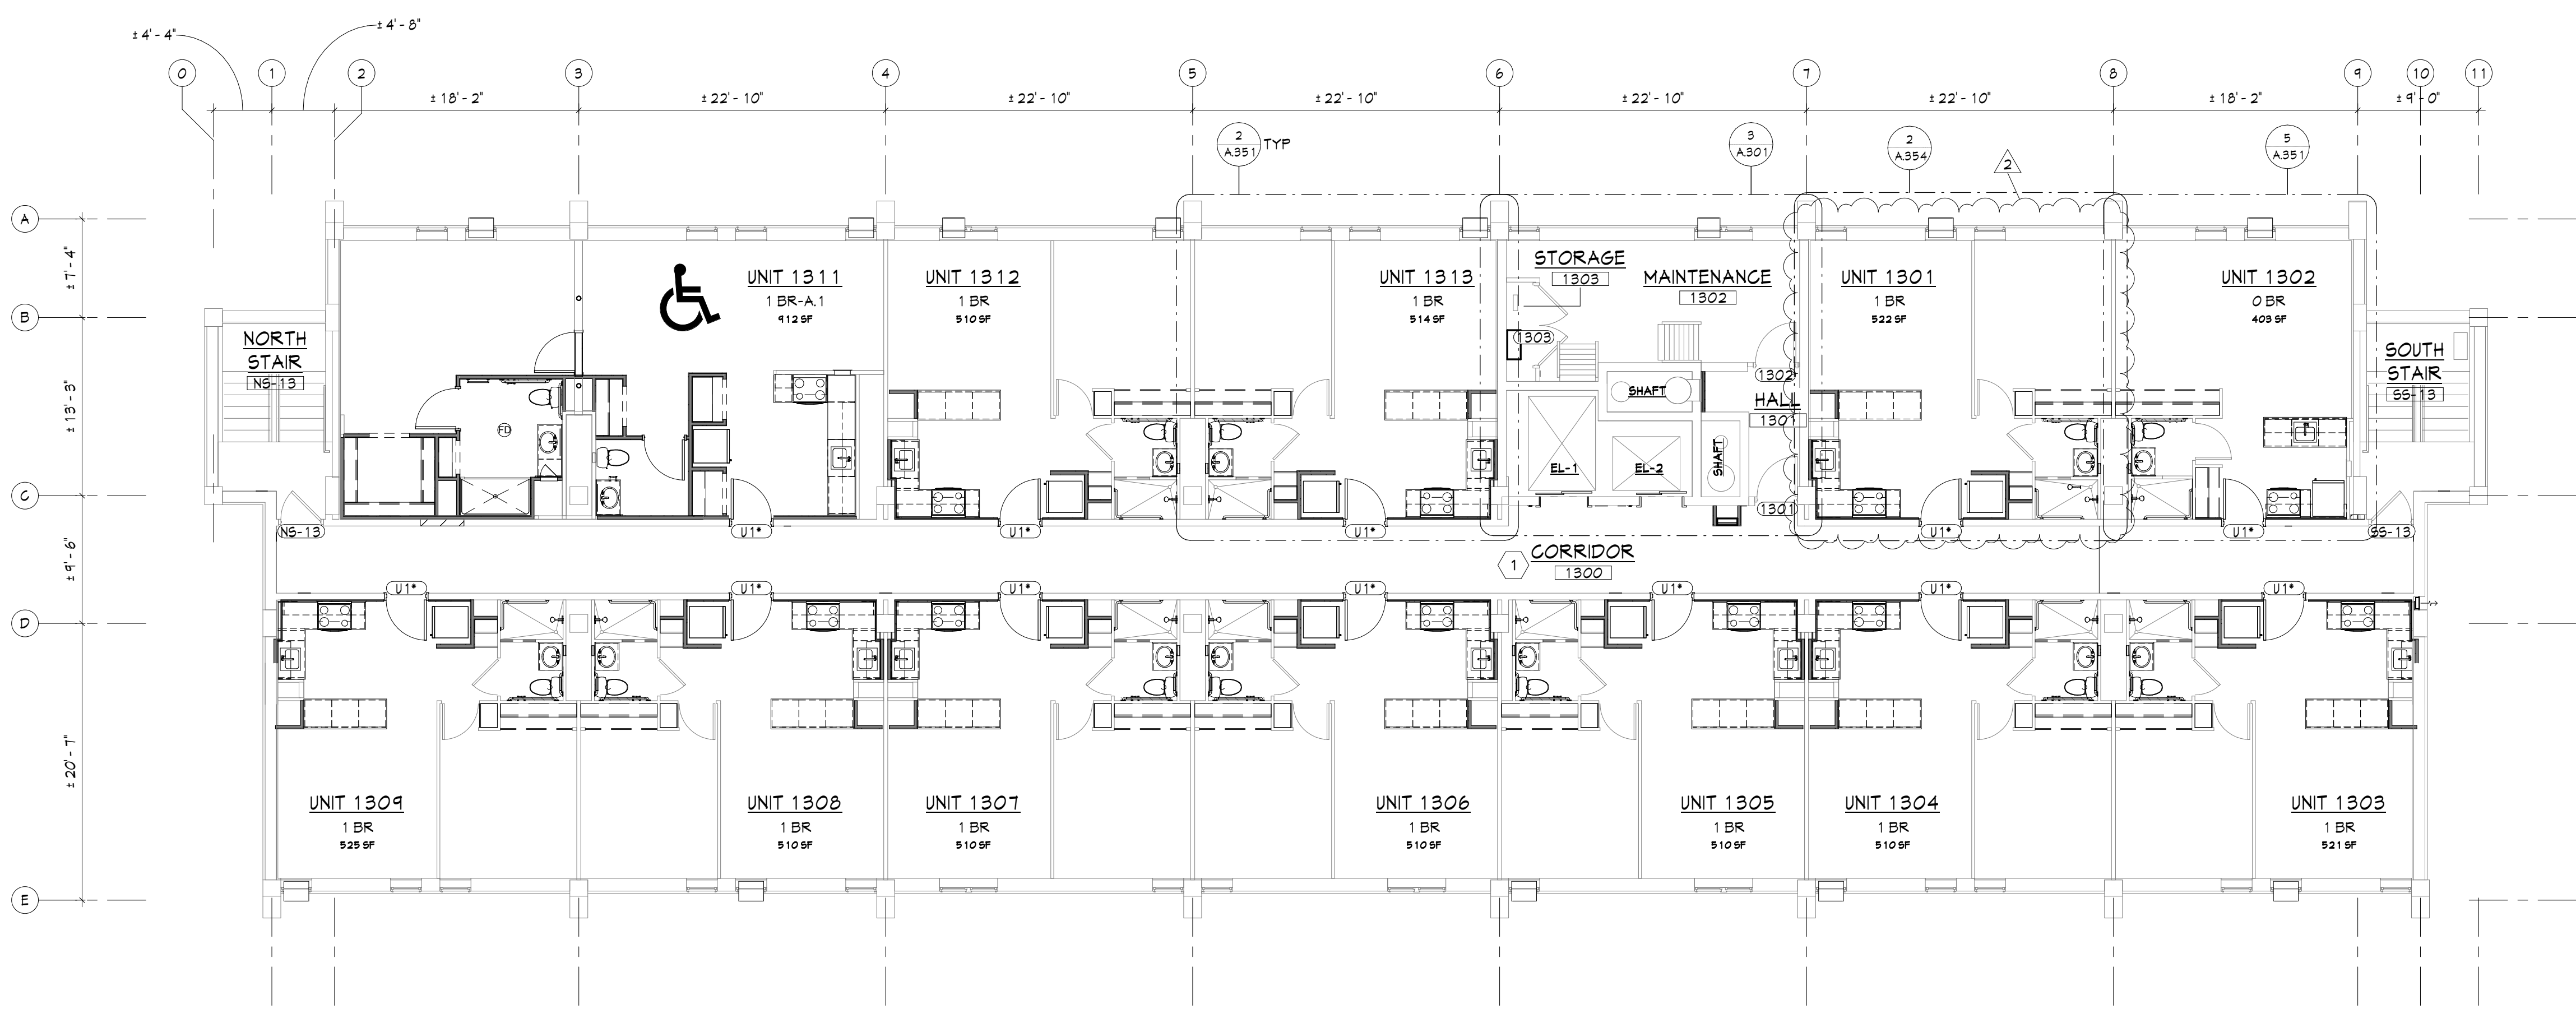 ± 4' - 4"
± 4' - 8"
0
1
2
3
4
5
6
7
8
9
10
11
± 18' - 2"
± 22' - 10"
± 22' - 10"
± 22' - 10"
± 22' - 10"
± 22' - 10"
± 18' - 2"
± 9' - 0"
2
A.351
TYP
3
A.301
2
A.354
2
5
A.351
A
B
C
D
E
± 7' - 4"
± 13' - 3"
± 9' - 6"
± 20' - 7"
NORTH
STAIR
NS-13
UNIT 1311
1 BR-A.1
912 SF
UNIT 1312
1 BR
510 SF
UNIT 1313
1 BR
514 SF
STORAGE
1303
MAINTENANCE
1302
UNIT 1301
1 BR
522 SF
UNIT 1302
0 BR
403 SF
SOUTH
STAIR
SS-13
1303
1302
SHAFT
HALL
1301
FD
EL-1
EL-2
SHAFT
1301
NS-13
U1*
U1*
U1*
U1*
U1*
SS-13
1
CORRIDOR
1300
U1*
U1*
U1*
U1*
U1*
U1*
U1*
UNIT 1309
1 BR
525 SF
UNIT 1308
1 BR
510 SF
UNIT 1307
1 BR
510 SF
UNIT 1306
1 BR
510 SF
UNIT 1305
1 BR
510 SF
UNIT 1304
1 BR
510 SF
UNIT 1303
1 BR
521 SF